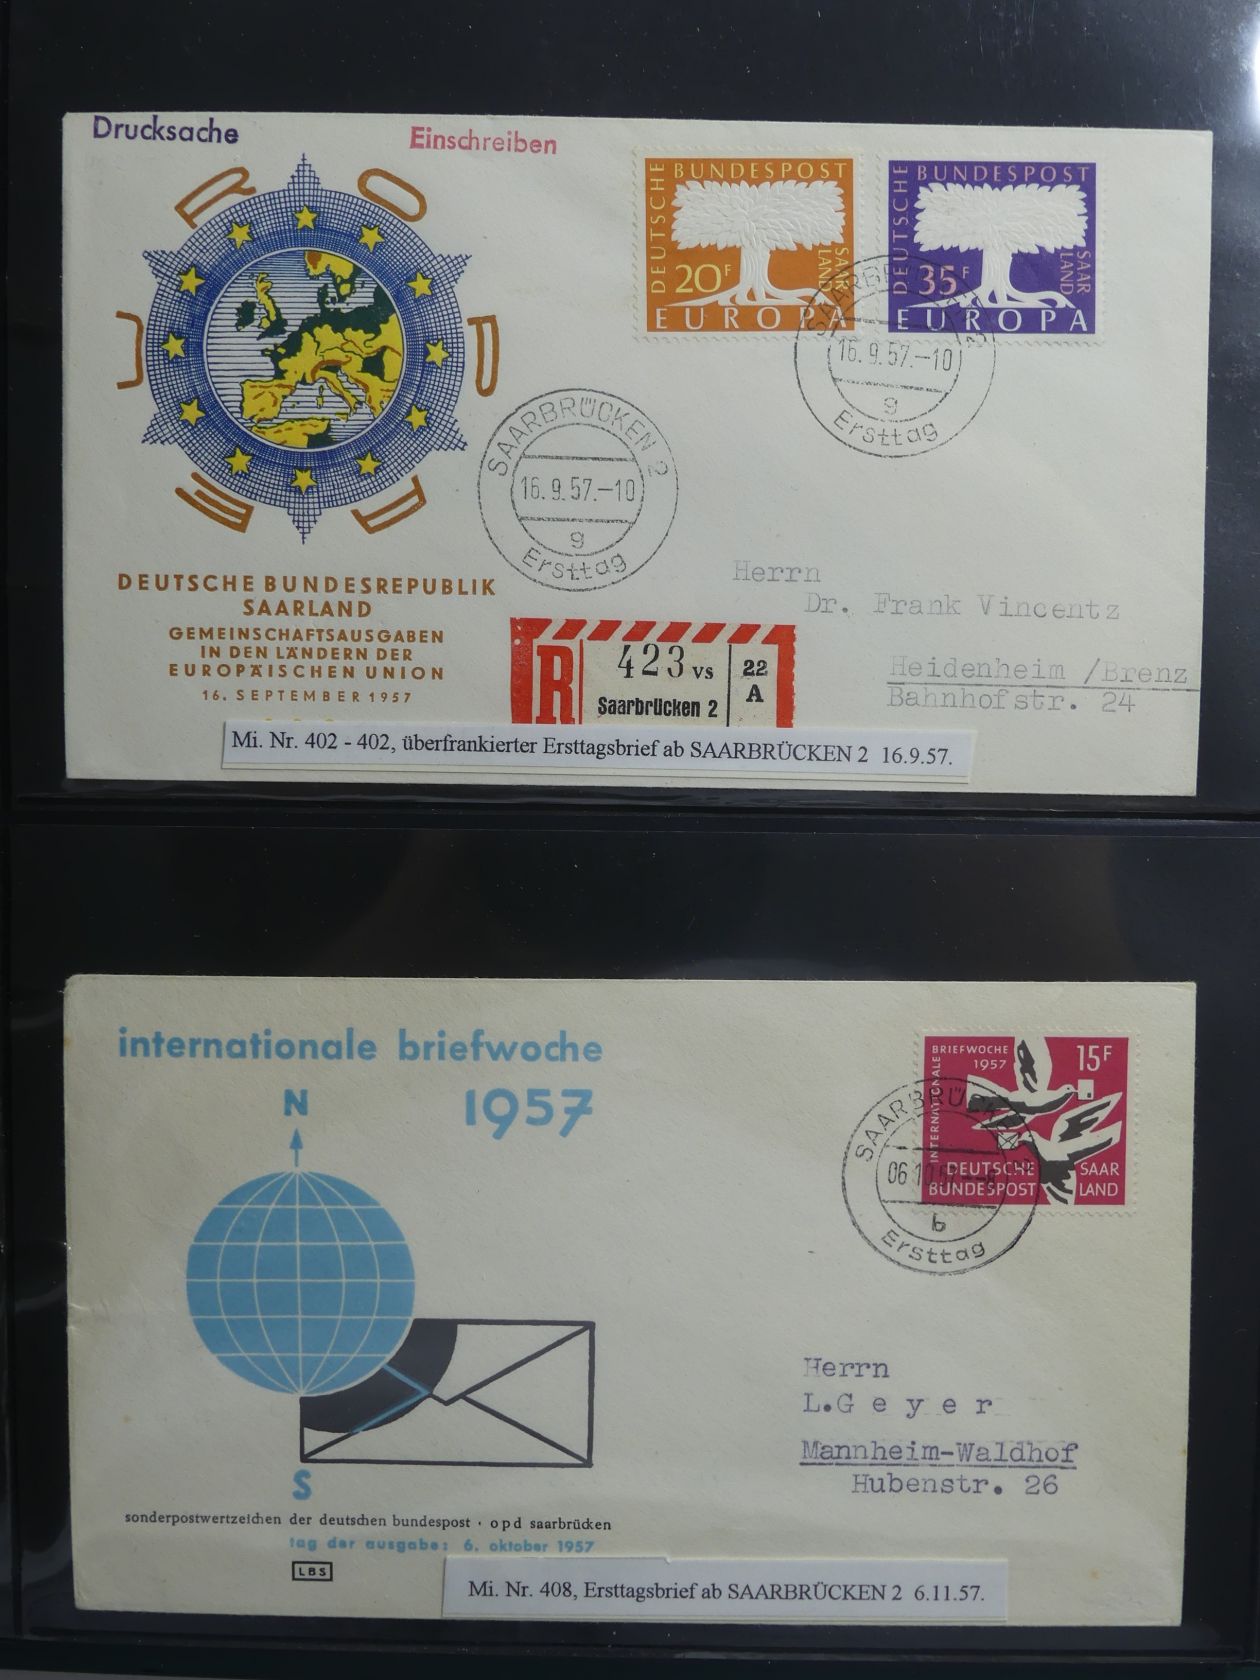 Drucksache
Einschreiben
EUROPA
DEUTSCHE BUNDESPOST
SAAR
LAND
20F
EUROPA
DEUTSCHE BUNDESPOST
SAAR
LAND
35F
EUROPA
16.9.57.-10
g
Ersttag
SAARBRÜCKEN 2
16.9.57.-10
g
Ersttag
DEUTSCHE BUNDESREPUBLIK
SAARLAND
GEMEINSCHAFTSAUSGABEN
IN DEN LÄNDERN DER
EUROPÄISCHEN UNION
16. SEPTEMBER 1957
Herrn
Dr. Frank Vincentz
Heidenheim /Brenz
Bahnhofstr. 24
R
423 vs
Saarbrücken 2
22
A
Mi. Nr. 402 - 402, überfrankierter Ersttagsbrief ab SAARBRÜCKEN 2 16.9.57.
internationale briefwoche
1957
N
S
INTERNATIONALE
BRIEFWOCHE
1957
15F
DEUTSCHE
BUNDESPOST
SAAR
LAND
b
Ersttag
Herrn
L.Geyer
Mannheim-Waldhof
Hubenstr. 26
sonderpostwertzeichen der deutschen bundespost · opd saarbrücken
tag der ausgabe: 6. oktober 1957
LBS
Mi. Nr. 408, Ersttagsbrief ab SAARBRÜCKEN 2 6.11.57.